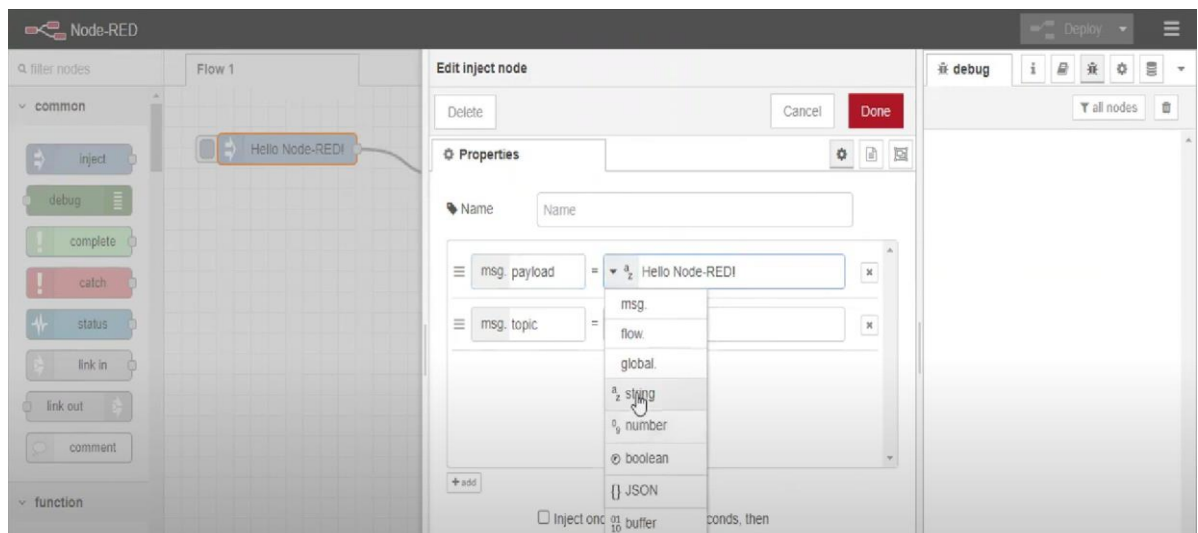 Node-RED
Deploy
filter nodes
Flow 1
Edit inject node
debug
i
common
Delete
Cancel
Done
all nodes
inject
Hello Node-RED!
Properties
debug
Name
Name
complete
msg. payload
=
Hello Node-RED!
x
catch
msg.
status
msg. topic
=
x
flow.
link in
global.
string
link out
number
comment
boolean
+ add
{} JSON
function
Inject onc
conds, then
buffer